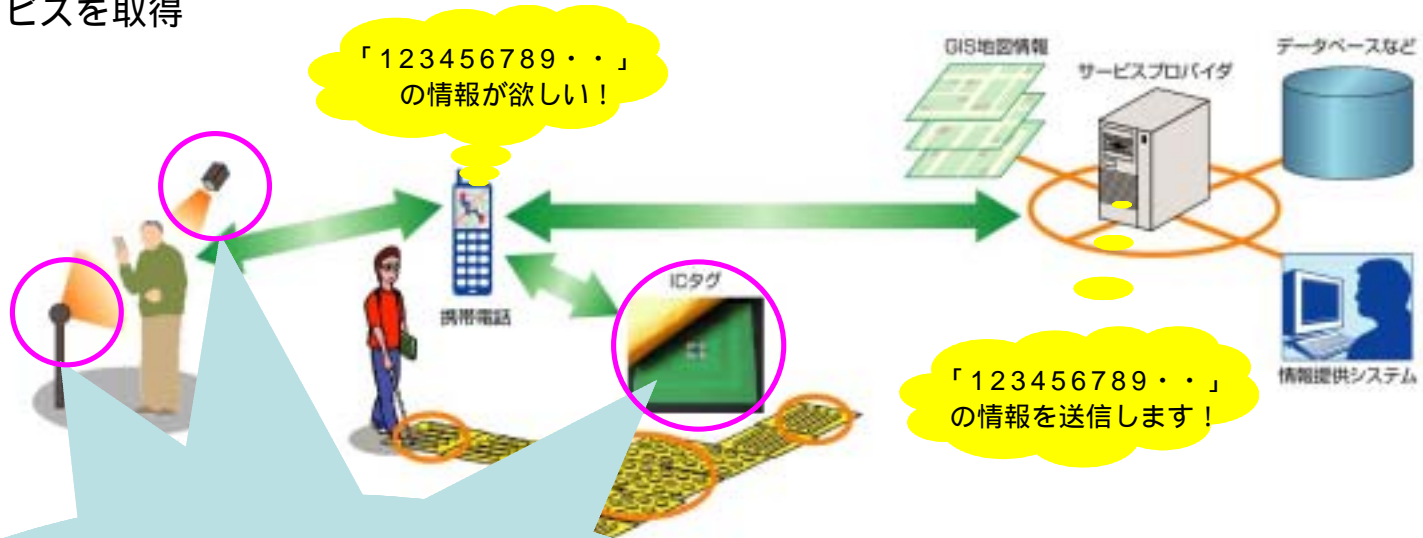 ビスを取得
「123456789・・」
の情報が欲しい！
GIS地図情報
サービスプロバイダ
データベースなど
携帯電話
ICタグ
「123456789・・」
の情報を送信します！
情報提供システム